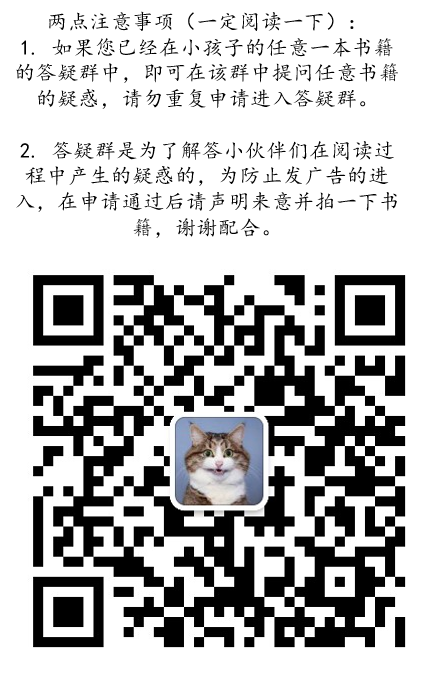 两点注意事项（一定阅读一下）：
1. 如果您已经在小孩子的任意一本书籍
的答疑群中，即可在该群中提问任意书籍
的疑惑，请勿重复申请进入答疑群。
2. 答疑群是为了解答小伙伴们在阅读过
程中产生的疑惑的，为防止发广告的进
入，在申请通过后请声明来意并拍一下书
籍，谢谢配合。